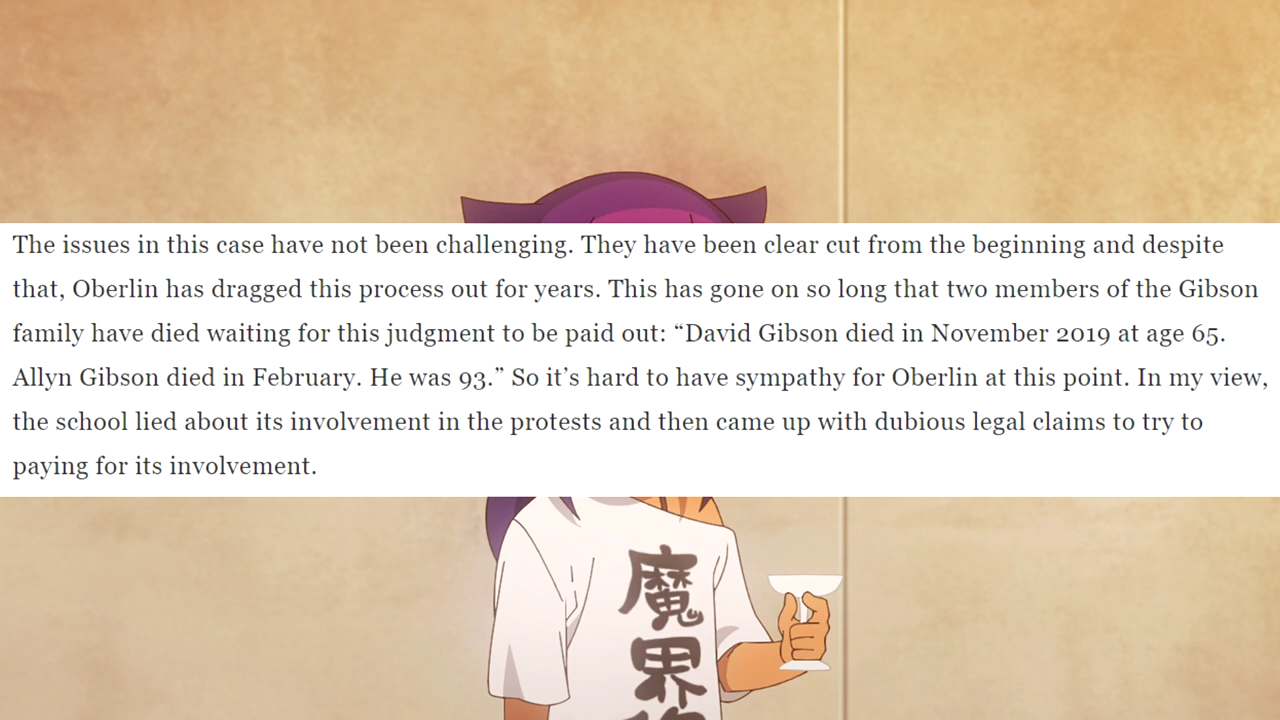 The issues in this case have not been challenging. They have been clear cut from the beginning and despite
that, Oberlin has dragged this process out for years. This has gone on so long that two members of the Gibson
family have died waiting for this judgment to be paid out: “David Gibson died in November 2019 at age 65.
Allyn Gibson died in February. He was 93.” So it’s hard to have sympathy for Oberlin at this point. In my view,
the school lied about its involvement in the protests and then came up with dubious legal claims to try to
paying for its involvement.
魔
界